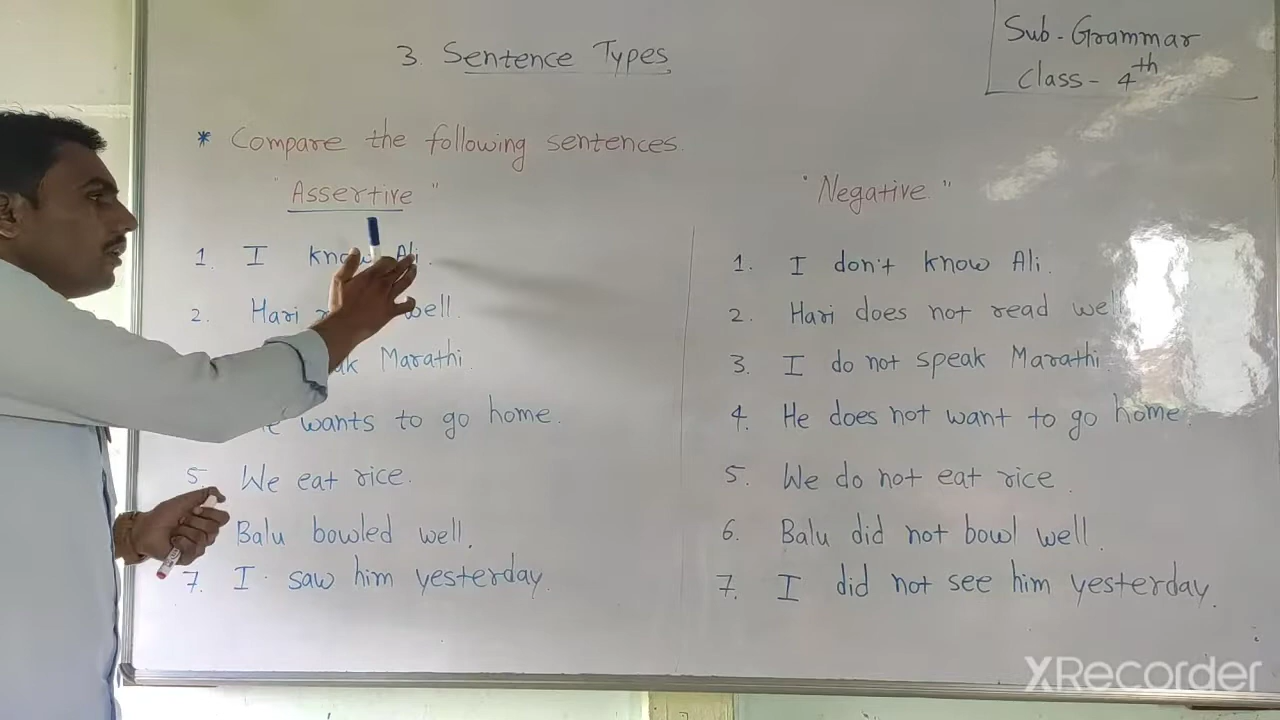 3. Sentence Types
Sub - Grammar
Class - 4th
* Compare the following sentences.
"Assertive"
"Negative."
1. I know Ali.
2. Hari well.
Marathi.
wants to go home.
5. We eat rice.
Balu bowled well.
7. I saw him yesterday.
1. I don't know Ali.
2. Hari does not read well
3. I do not speak Marathi
4. He does not want to go home.
5. We do not eat rice.
6. Balu did not bowl well.
7. I did not see him yesterday.
XRecorder